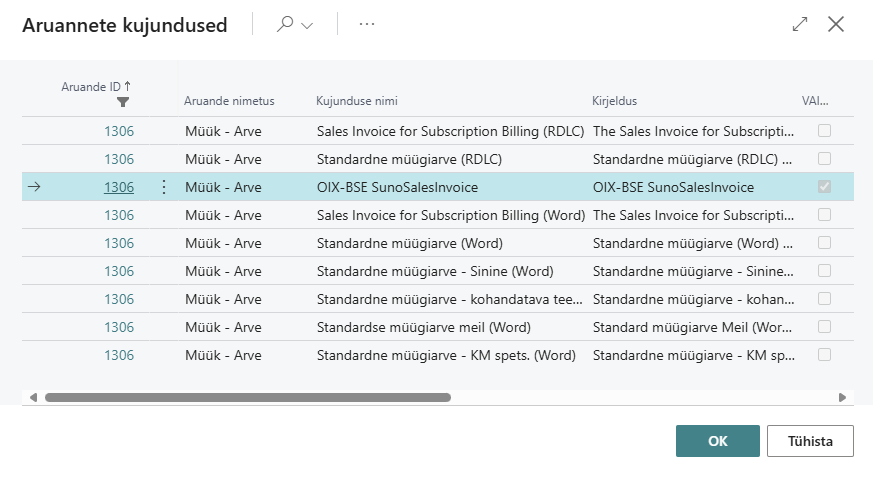 Aruannete kujundused
Aruande ID↑ Aruande nimetus Kujunduse nimi Kirjeldus VAI...
1306 Müük - Arve Sales Invoice for Subscription Billing (RDLC) The Sales Invoice for Subscripti...
1306 Müük - Arve Standardne müügiarve (RDLC) Standardne müügiarve (RDLC) ...
1306 Müük - Arve OIX-BSE SunoSalesInvoice OIX-BSE SunoSalesInvoice
1306 Müük - Arve Sales Invoice for Subscription Billing (Word) The Sales Invoice for Subscripti...
1306 Müük - Arve Standardne müügiarve (Word) Standardne müügiarve (Word) ...
1306 Müük - Arve Standardne müügiarve - Sinine (Word) Standardne müügiarve - Sinine...
1306 Müük - Arve Standardne müügiarve - kohandatava tee... Standardne müügiarve - kohan...
1306 Müük - Arve Standardse müügiarve meil (Word) Standard müügiarve Meil (Wor...
1306 Müük - Arve Standardne müügiarve - KM spets. (Word) Standardne müügiarve - KM sp...
OK Tühista